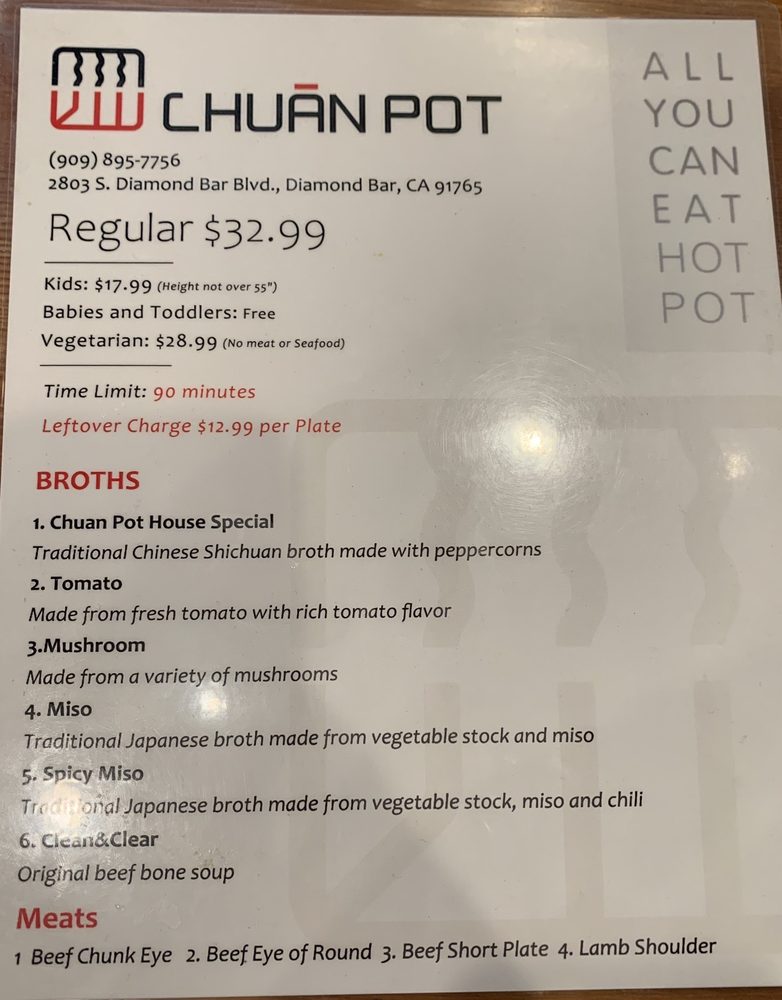 CHUĀN POT
(909) 895-7756
2803 S. Diamond Bar Blvd., Diamond Bar, CA 91765
Regular $32.99
Kids: $17.99 (Height not over 55")
Babies and Toddlers: Free
Vegetarian: $28.99 (No meat or Seafood)
Time Limit: 90 minutes
Leftover Charge $12.99 per Plate
ALL
YOU
CAN
EAT
HOT
POT
BROTHS
1. Chuan Pot House Special
Traditional Chinese Shichuan broth made with peppercorns
2. Tomato
Made from fresh tomato with rich tomato flavor
3.Mushroom
Made from a variety of mushrooms
4. Miso
Traditional Japanese broth made from vegetable stock and miso
5. Spicy Miso
Traditional Japanese broth made from vegetable stock, miso and chili
6. Clean&Clear
Original beef bone soup
Meats
1 Beef Chunk Eye 2. Beef Eye of Round 3. Beef Short Plate 4. Lamb Shoulder